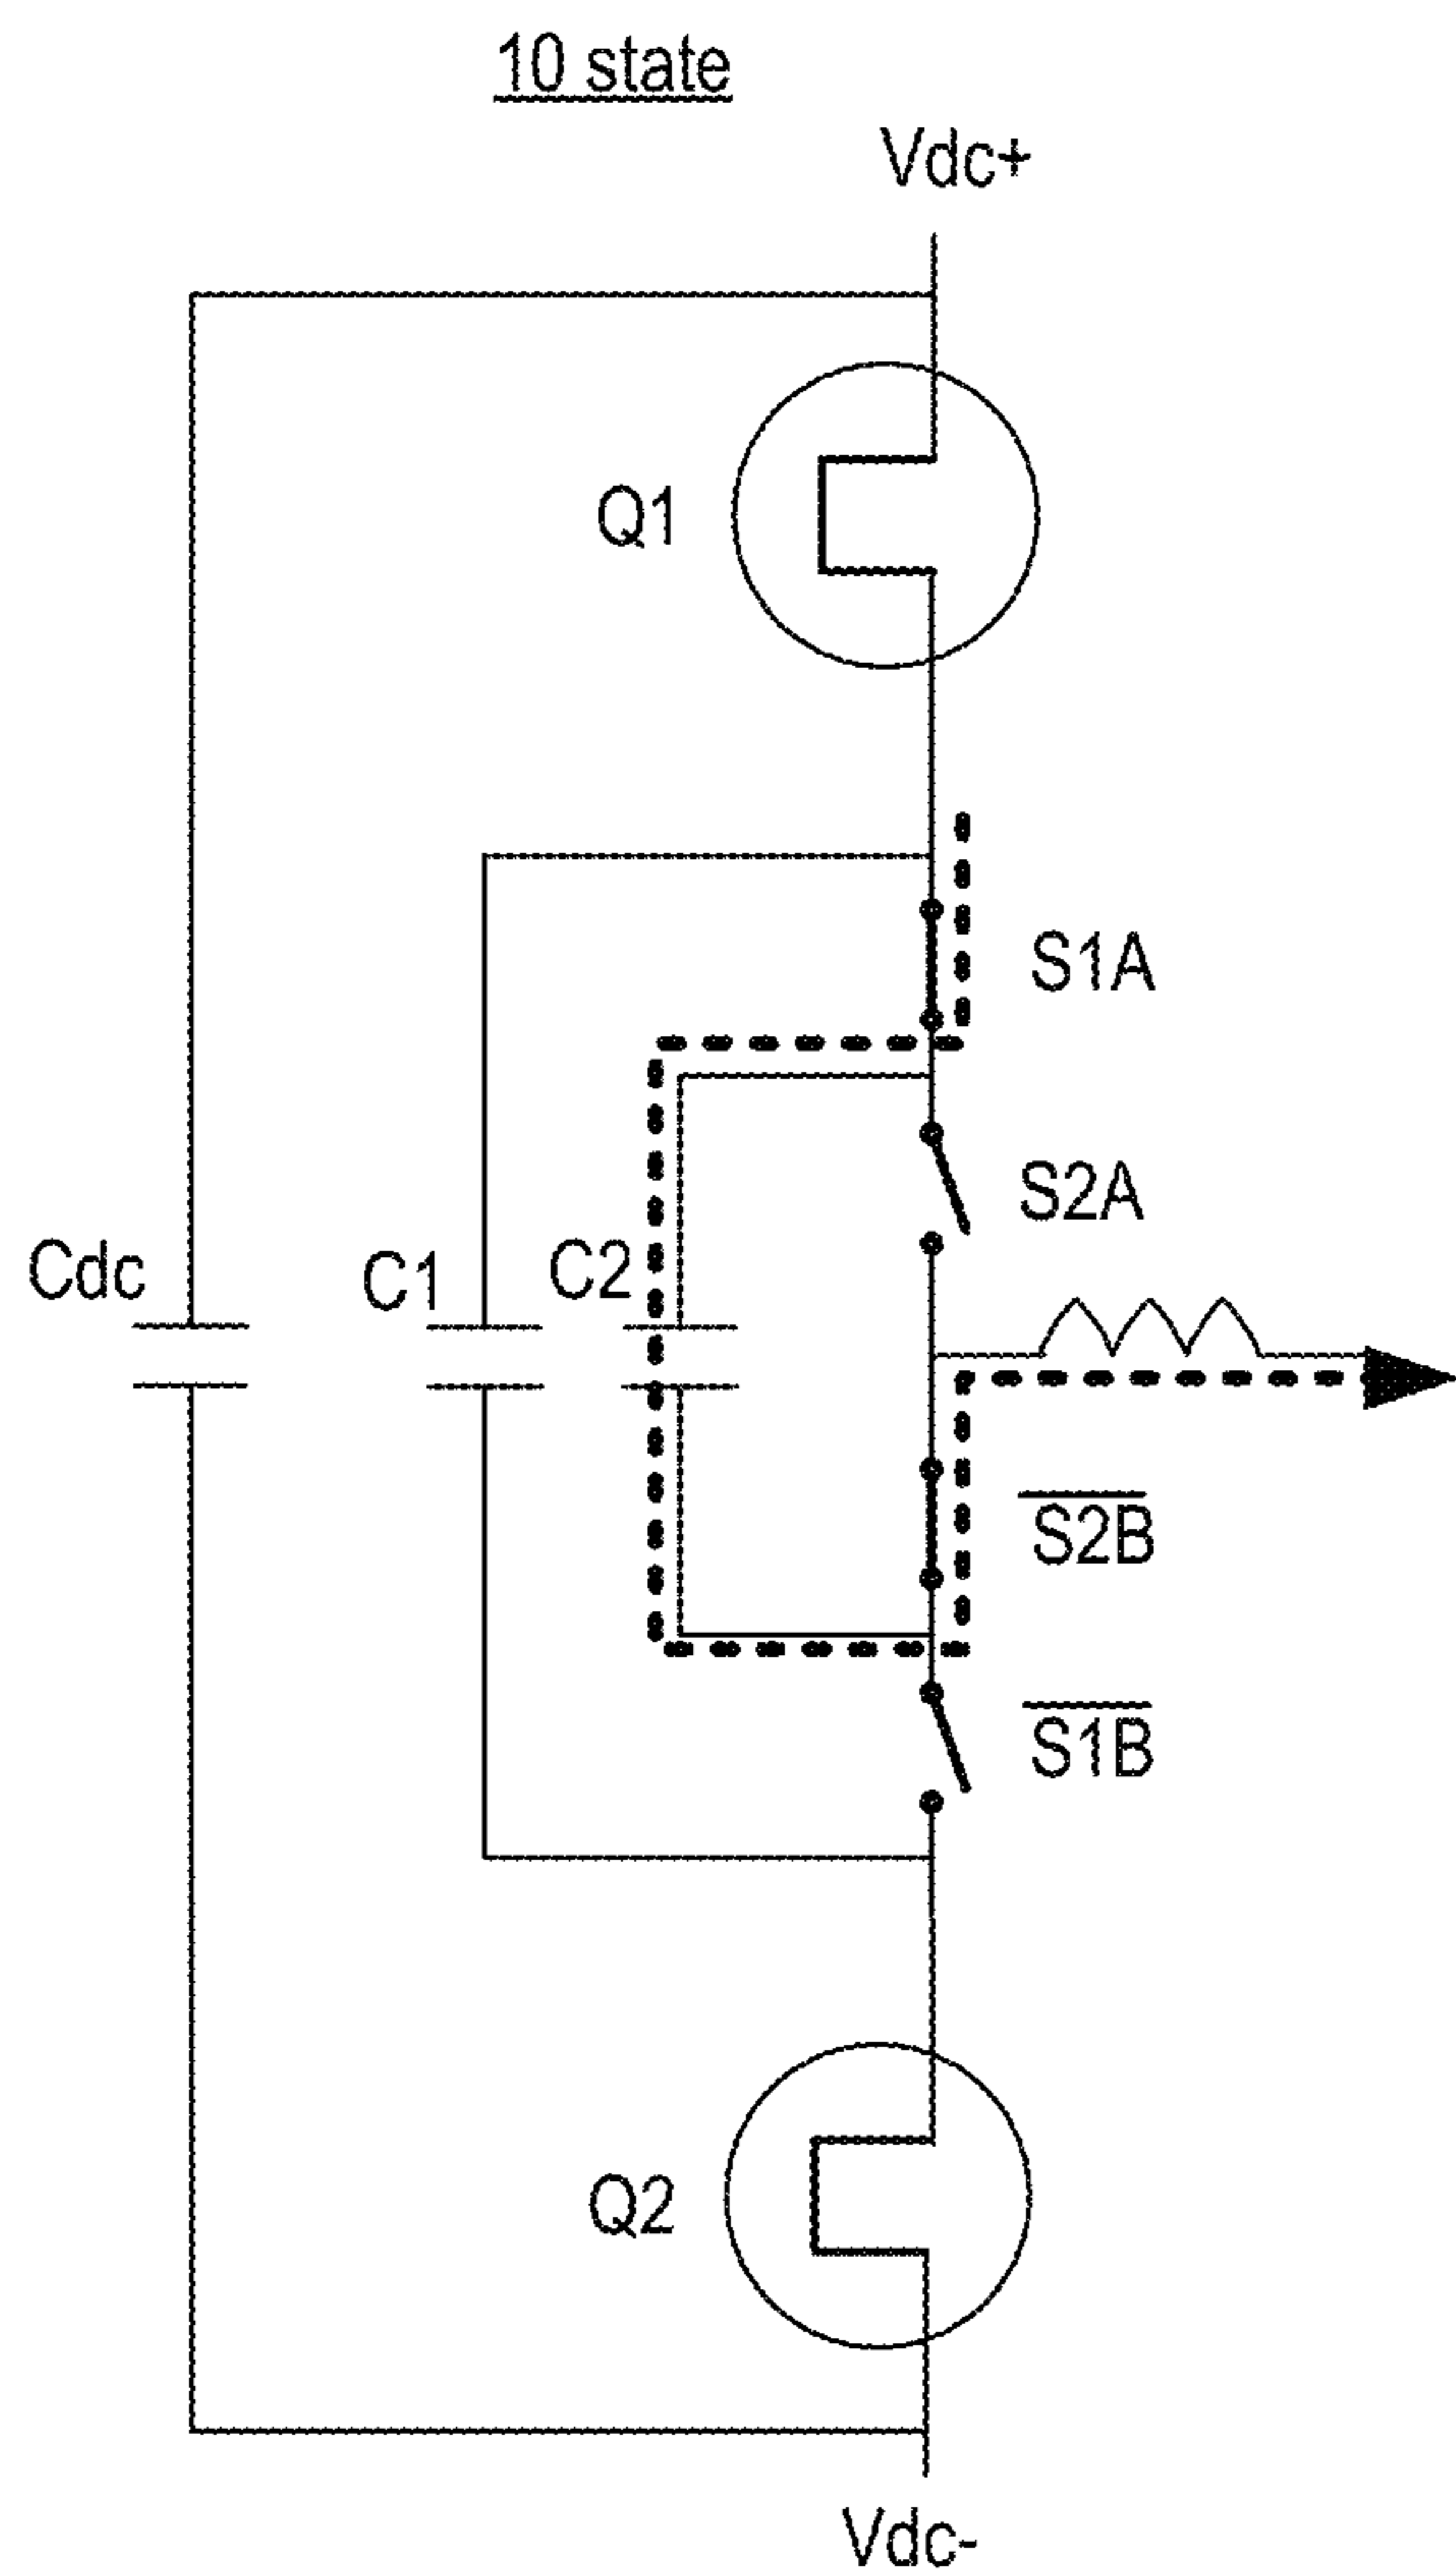 10 state
Vdc+
Q1
S1A
S2A
Cdc
C1
C2
S2B
S1B
Q2
Vdc-